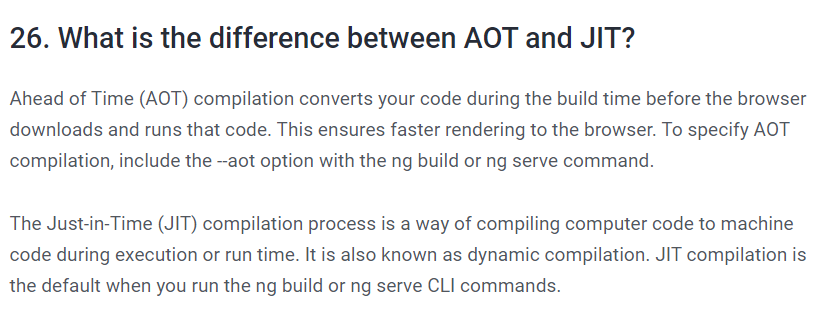 26. What is the difference between AOT and JIT?
Ahead of Time (AOT) compilation converts your code during the build time before the browser
downloads and runs that code. This ensures faster rendering to the browser. To specify AOT
compilation, include the --aot option with the ng build or ng serve command.
The Just-in-Time (JIT) compilation process is a way of compiling computer code to machine
code during execution or run time. It is also known as dynamic compilation. JIT compilation is
the default when you run the ng build or ng serve CLI commands.